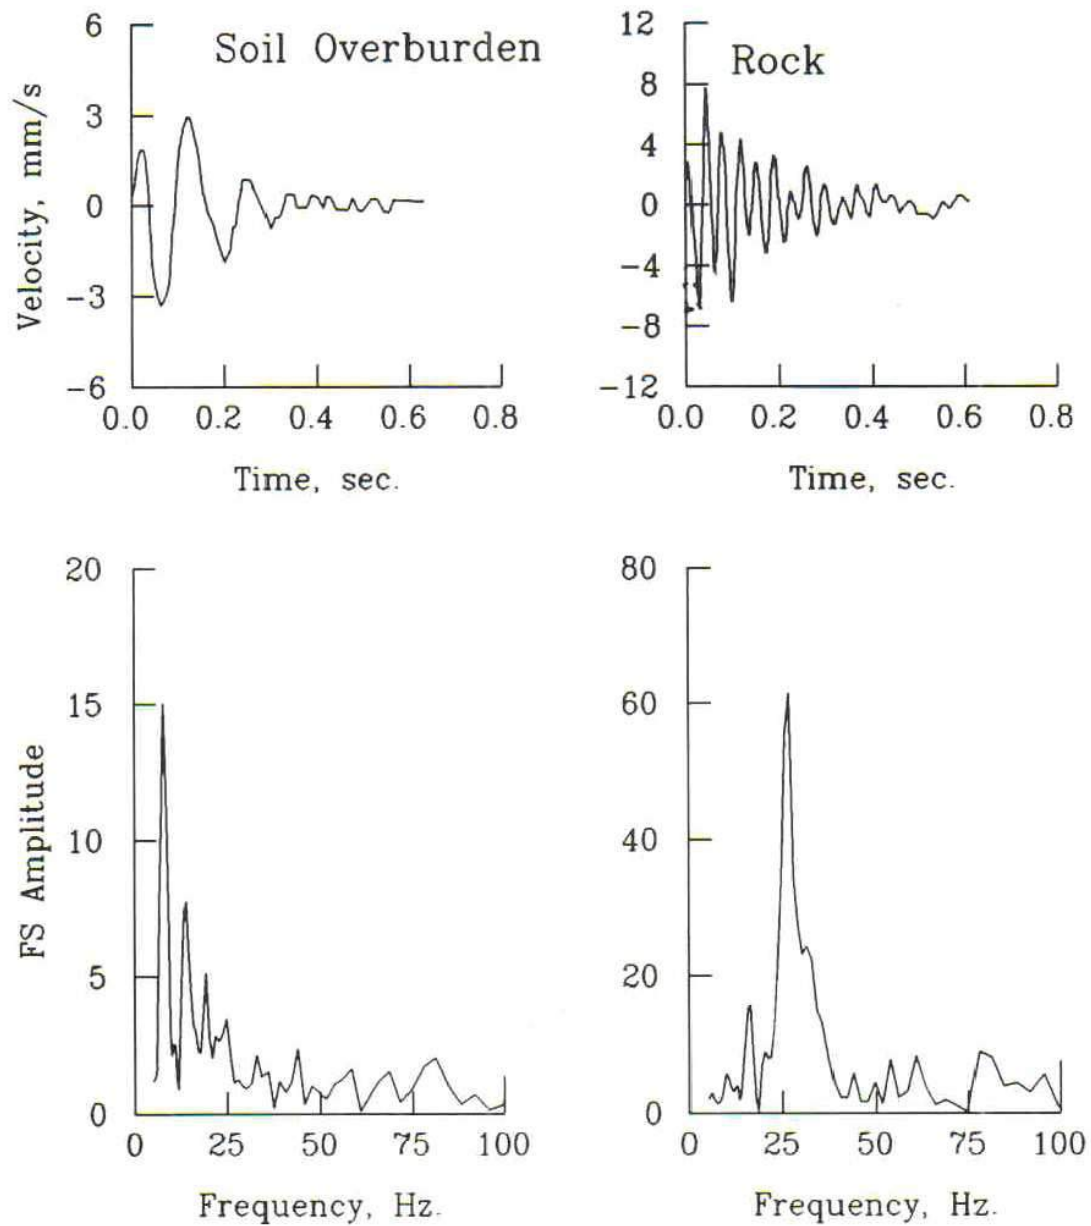 Soil Overburden
Velocity, mm/s
6
3
0
-3
-6
0.0 0.2 0.4 0.6 0.8
Time, sec.
Rock
12
8
4
0
-4
-8
-12
0.0 0.2 0.4 0.6 0.8
Time, sec.
FS Amplitude
20
15
10
5
0
0 25 50 75 100
Frequency, Hz.
80
60
40
20
0
0 25 50 75 100
Frequency, Hz.